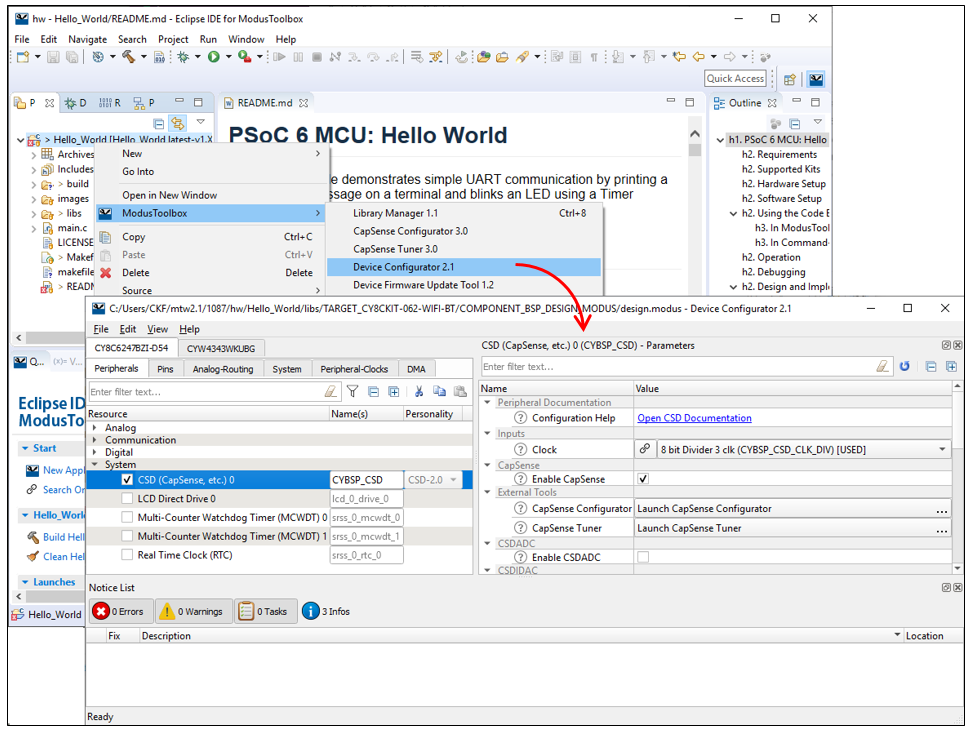 hw - Hello_World/README.md - Eclipse IDE for ModusToolbox
File Edit Navigate Search Project Run Window Help
Quick Access
P D R P
README.md
Outline
> Hello_World [Hello_World latest-v1.X
Archives
Includes
> build
images
> libs
main.c
LICENSE
> Makef
makefile
> READ
PSoC 6 MCU: Hello World
e demonstrates simple UART communication by printing a
ssage on a terminal and blinks an LED using a Timer
h1. PSoC 6 MCU: Hello
h2. Requirements
h2. Supported Kits
h2. Hardware Setup
h2. Software Setup
h2. Using the Code E
h3. In ModusTool
h3. In Command-
h2. Operation
h2. Debugging
h2. Design and Imple
New
Go Into
Open in New Window
ModusToolbox
Copy Ctrl+C
Paste Ctrl+V
Delete Delete
Source
Library Manager 1.1 Ctrl+8
CapSense Configurator 3.0
CapSense Tuner 3.0
Device Configurator 2.1
Device Firmware Update Tool 1.2
Q... (x)= V...
Eclipse ID
ModusTo
Start
New App
Search On
Hello_World
Build Hell
Clean Hel
Launches
Hello_World
C:/Users/CKF/mtw2.1/1087/hw/Hello_World/libs/TARGET_CY8CKIT-062-WIFI-BT/COMPONENT_BSP_DESIGN_MODUS/design.modus - Device Configurator 2.1
File Edit View Help
CY8C6247BZI-D54 CYW4343WKUBG
Peripherals Pins Analog-Routing System Peripheral-Clocks DMA
Enter filter text...
Resource Name(s) Personality
Analog
Communication
Digital
System
CSD (CapSense, etc.) 0 CYBSP_CSD CSD-2.0
LCD Direct Drive 0 lcd_0_drive_0
Multi-Counter Watchdog Timer (MCWDT) 0 srss_0_mcwdt_0
Multi-Counter Watchdog Timer (MCWDT) 1 srss_0_mcwdt_1
Real Time Clock (RTC) srss_0_rtc_0
CSD (CapSense, etc.) 0 (CYBSP_CSD) - Parameters
Enter filter text...
Name Value
Peripheral Documentation
Configuration Help Open CSD Documentation
Inputs
Clock 8 bit Divider 3 clk (CYBSP_CSD_CLK_DIV) [USED]
CapSense
Enable CapSense
External Tools
CapSense Configurator Launch CapSense Configurator ...
CapSense Tuner Launch CapSense Tuner ...
CSDADC
Enable CSDADC
CSDIDAC
Notice List
0 Errors 0 Warnings 0 Tasks 3 Infos
Fix Description Location
Ready